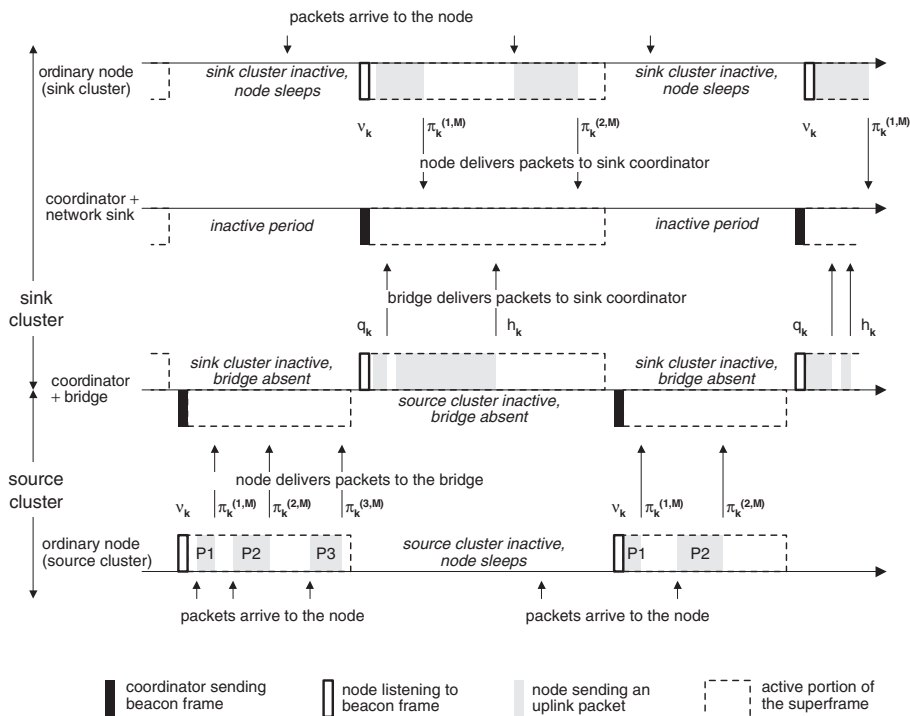 packets arrive to the node
ordinary node
(sink cluster)
sink cluster inactive,
node sleeps
sink cluster inactive,
node sleeps
νk
πk(1,M)
πk(2,M)
νk
πk(1,M)
node delivers packets to sink coordinator
coordinator +
network sink
inactive period
inactive period
sink
cluster
bridge delivers packets to sink coordinator
qk
hk
qk
hk
coordinator
+ bridge
sink cluster inactive,
bridge absent
sink cluster inactive,
bridge absent
source cluster inactive,
bridge absent
source
cluster
node delivers packets to the bridge
νk
πk(1,M)
πk(2,M)
πk(3,M)
νk
πk(1,M)
πk(2,M)
ordinary node
(source cluster)
P1
P2
P3
source cluster inactive,
node sleeps
P1
P2
packets arrive to the node
packets arrive to the node
coordinator sending
beacon frame
node listening to
beacon frame
node sending an
uplink packet
active portion of
the superframe